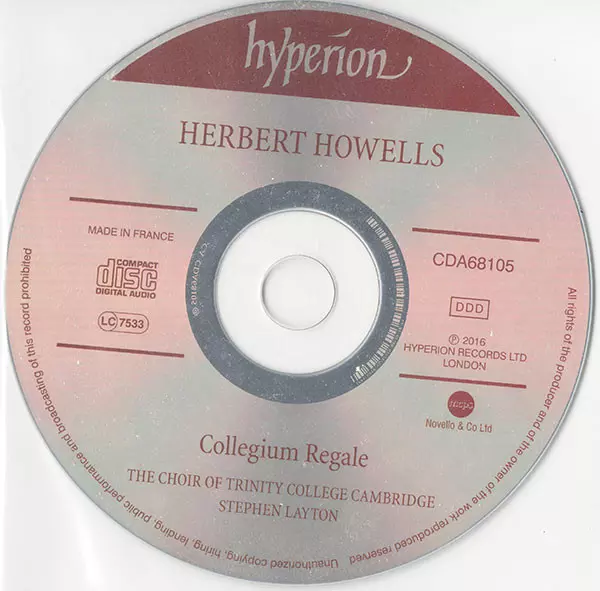 hyperion
HERBERT HOWELLS
MADE IN FRANCE
COMPACT
disc
DIGITAL AUDIO
LC 7533
CDA68105
DDD
Ⓟ 2016
HYPERION RECORDS LTD
LONDON
mcps
Novello & Co Ltd
Collegium Regale
THE CHOIR OF TRINITY COLLEGE CAMBRIDGE
STEPHEN LAYTON
All rights of the producer and of the owner of the work reproduced reserved
Unauthorized copying, hiring, lending, public performance and broadcasting of this record prohibited